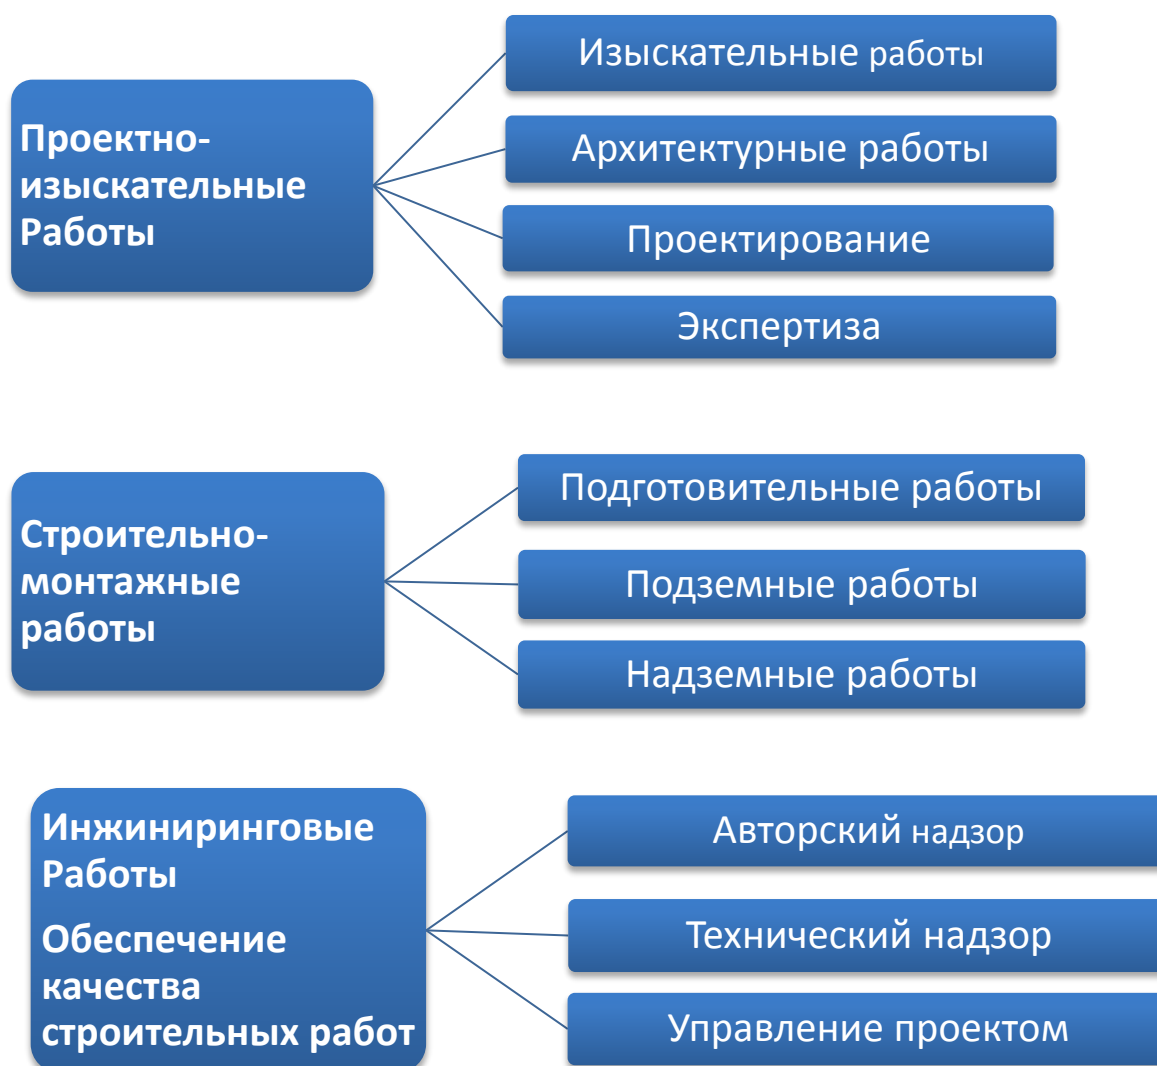 Изыскательные работы
Проектно-
изыскательные
Работы
Архитектурные работы
Проектирование
Экспертиза
Подготовительные работы
Строительно-
монтажные
работы
Подземные работы
Надземные работы
Инжиниринговые
Работы
Обеспечение
качества
строительных работ
Авторский надзор
Технический надзор
Управление проектом